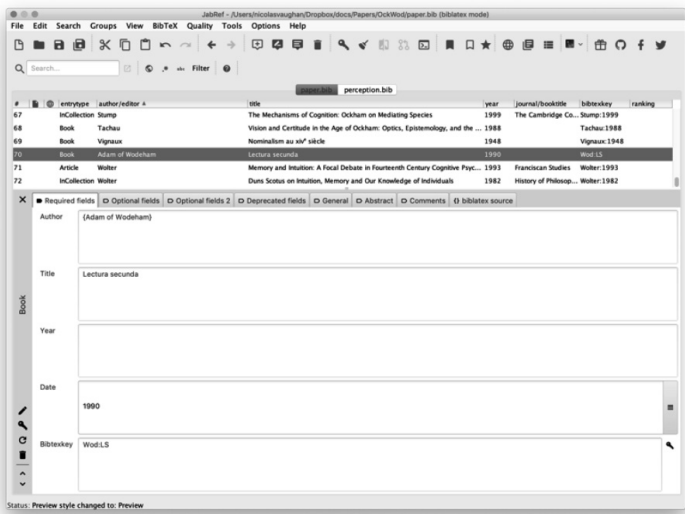 JabRef - /Users/nicolasvaughan/Dropbox/docs/Papers/OckWod/paper.bib (biblatex mode)
File Edit Search Groups View BibTeX Quality Tools Options Help
Search... Filter
paper.bib perception.bib
# entrytype author/editor title year journal/booktitle bibtexkey ranking
67 InCollection Stump The Mechanisms of Cognition: Ockham on Mediating Species 1999 The Cambridge Co... Stump:1999
68 Book Tachau Vision and Certitude in the Age of Ockham: Optics, Epistemology, and the ... 1988 Tachau:1988
69 Book Vignaux Nominalism au xivᵉ siècle 1948 Vignaux:1948
70 Book Adam of Wodeham Lectura secunda 1990 Wod:LS
71 Article Wolter Memory and Intuition: A Focal Debate in Fourteenth Century Cognitive Psyc... 1993 Franciscan Studies Wolter:1993
72 InCollection Wolter Duns Scotus on Intuition, Memory and Our Knowledge of Individuals 1982 History of Philosop... Wolter:1982
Required fields Optional fields Optional fields 2 Deprecated fields General Abstract Comments {} biblatex source
Author {Adam of Wodeham}
Title Lectura secunda
Book
Year
Date 1990
Bibtexkey Wod:LS
Status: Preview style changed to: Preview